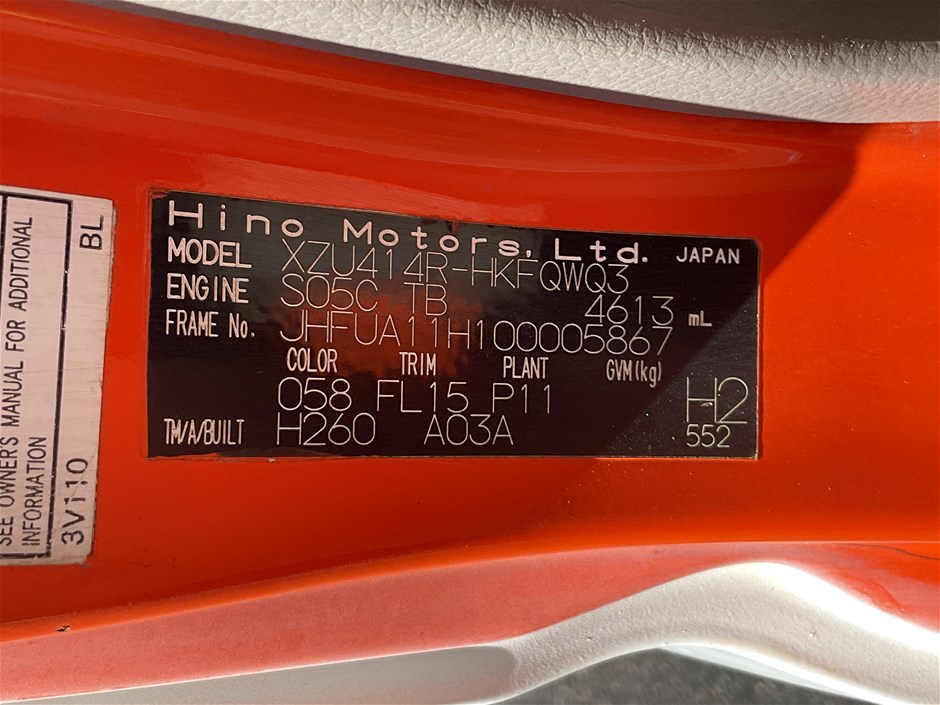 Hino Motors, Ltd. JAPAN
MODEL XZU414R-HKFQWQ3
ENGINE S05C TB 4613 mL
FRAME No. JHFUA11H100005867
COLOR TRIM PLANT GVM(kg)
058 FL15 P11 H2
TM/A/BUILT H260 A03A 552
SEE OWNER'S MANUAL FOR ADDITIONAL
INFORMATION
3V110 BL